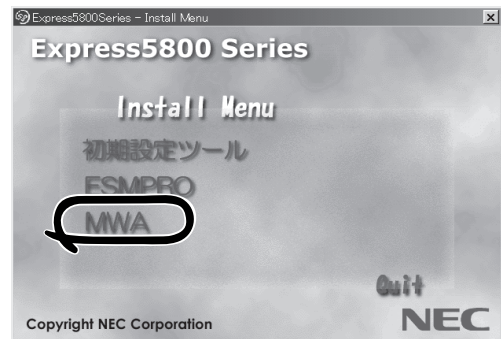 Express5800Series - Install Menu
Express5800 Series
Install Menu
初期設定ツール
ESMPRO
MWA
Quit
Copyright NEC Corporation
NEC